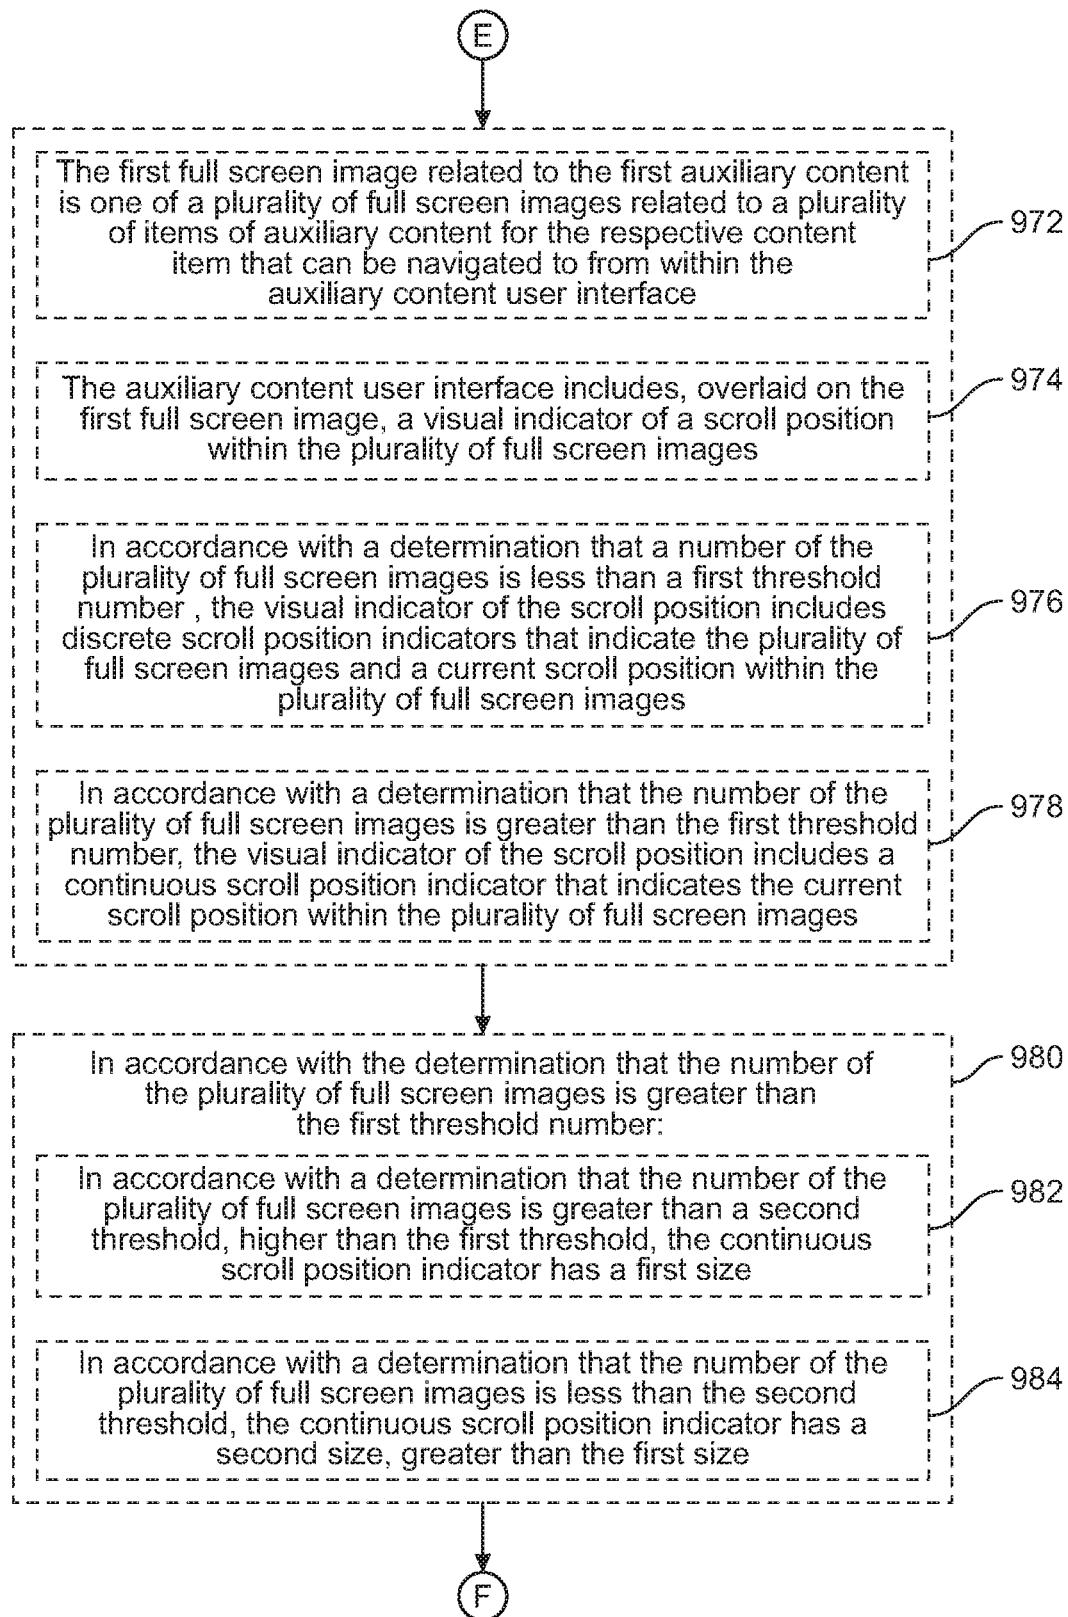 E
The first full screen image related to the first auxiliary content
is one of a plurality of full screen images related to a plurality
of items of auxiliary content for the respective content
item that can be navigated to from within the
auxiliary content user interface
972
The auxiliary content user interface includes, overlaid on the
first full screen image, a visual indicator of a scroll position
within the plurality of full screen images
974
In accordance with a determination that a number of the
plurality of full screen images is less than a first threshold
number , the visual indicator of the scroll position includes
discrete scroll position indicators that indicate the plurality of
full screen images and a current scroll position within the
plurality of full screen images
976
In accordance with a determination that the number of the
plurality of full screen images is greater than the first threshold
number, the visual indicator of the scroll position includes a
continuous scroll position indicator that indicates the current
scroll position within the plurality of full screen images
978
In accordance with the determination that the number of
the plurality of full screen images is greater than
the first threshold number:
980
In accordance with a determination that the number of the
plurality of full screen images is greater than a second
threshold, higher than the first threshold, the continuous
scroll position indicator has a first size
982
In accordance with a determination that the number of the
plurality of full screen images is less than the second
threshold, the continuous scroll position indicator has a
second size, greater than the first size
984
F